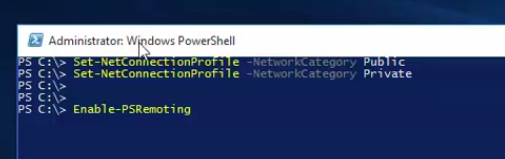 Administrator: Windows PowerShell
PS C:\> Set-NetConnectionProfile -NetworkCategory Public
PS C:\> Set-NetConnectionProfile -NetworkCategory Private
PS C:\>
PS C:\>
PS C:\> Enable-PSRemoting